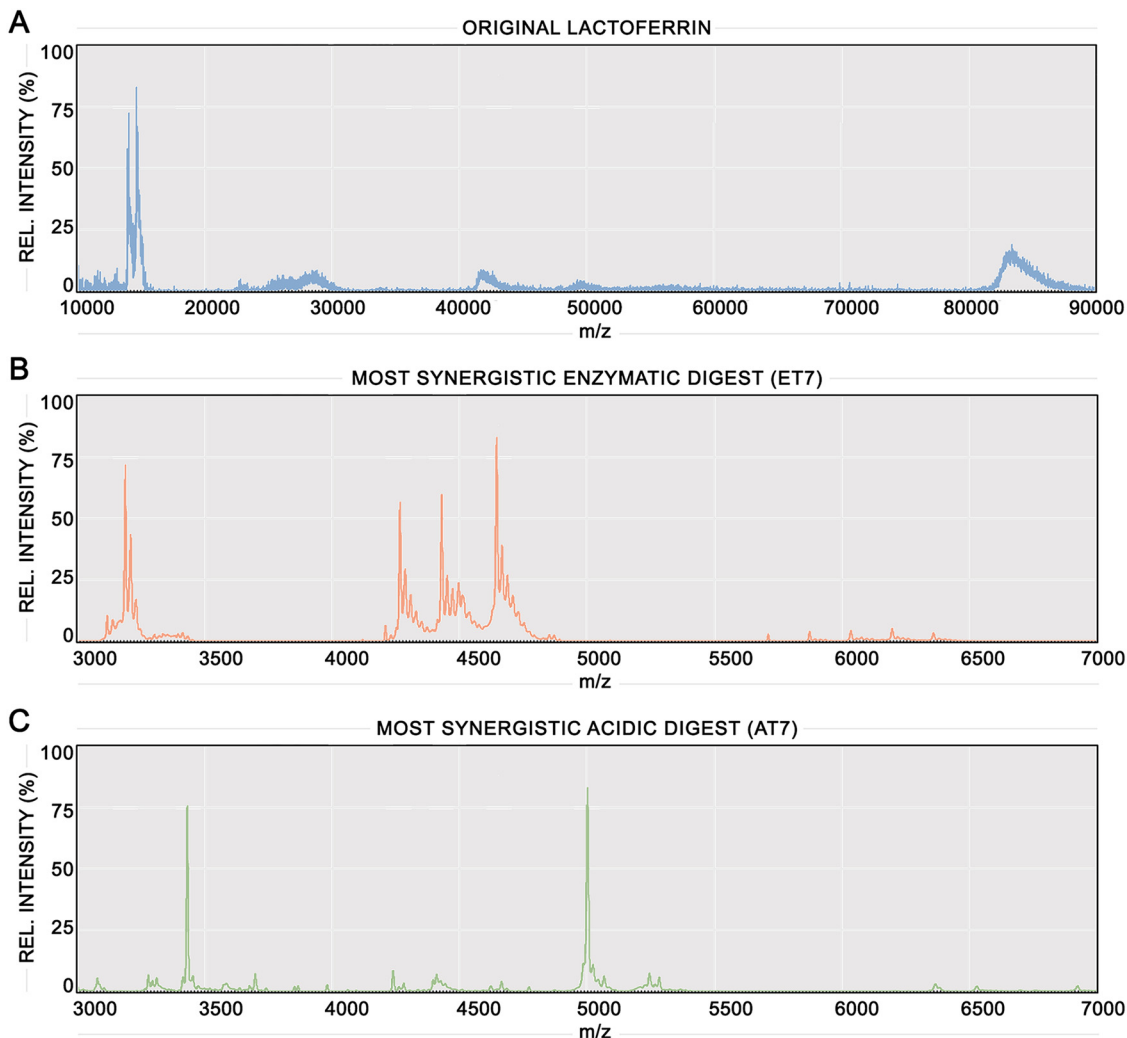 A
ORIGINAL LACTOFERRIN
REL. INTENSITY (%)
100
75
50
25
0
10000 20000 30000 40000 50000 60000 70000 80000 90000
m/z
B
MOST SYNERGISTIC ENZYMATIC DIGEST (ET7)
REL. INTENSITY (%)
100
75
50
25
0
3000 3500 4000 4500 5000 5500 6000 6500 7000
m/z
C
MOST SYNERGISTIC ACIDIC DIGEST (AT7)
REL. INTENSITY (%)
100
75
50
25
0
3000 3500 4000 4500 5000 5500 6000 6500 7000
m/z